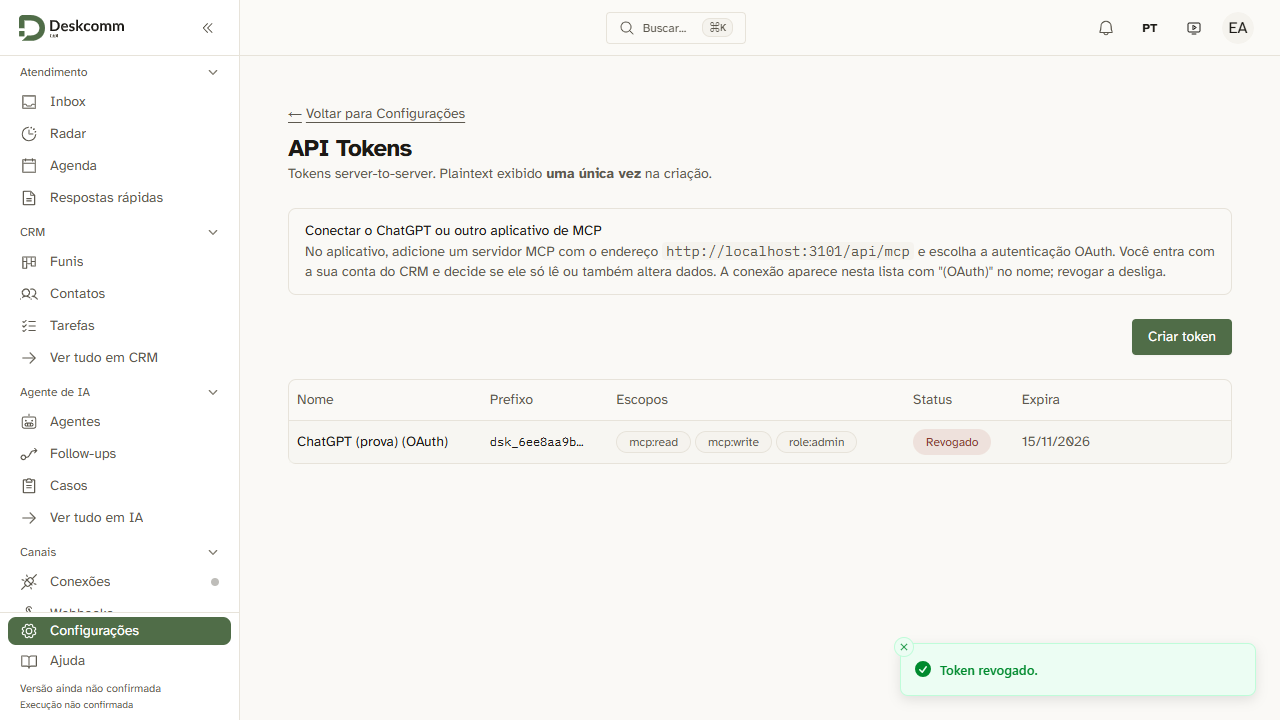 Deskcomm
CRM
Buscar...
⌘K
PT
EA
Atendimento
Inbox
Radar
Agenda
Respostas rápidas
CRM
Funis
Contatos
Tarefas
Ver tudo em CRM
Agente de IA
Agentes
Follow-ups
Casos
Ver tudo em IA
Canais
Conexões
Webhooks
Configurações
Ajuda
Versão ainda não confirmada
Execução não confirmada
← Voltar para Configurações
API Tokens
Tokens server-to-server. Plaintext exibido uma única vez na criação.
Conectar o ChatGPT ou outro aplicativo de MCP
No aplicativo, adicione um servidor MCP com o endereço http://localhost:3101/api/mcp e escolha a autenticação OAuth. Você entra com
a sua conta do CRM e decide se ele só lê ou também altera dados. A conexão aparece nesta lista com "(OAuth)" no nome; revogar a desliga.
Criar token
Nome Prefixo Escopos Status Expira
ChatGPT (prova) (OAuth) dsk_6ee8aa9b… mcp:read mcp:write role:admin Revogado 15/11/2026
Token revogado.